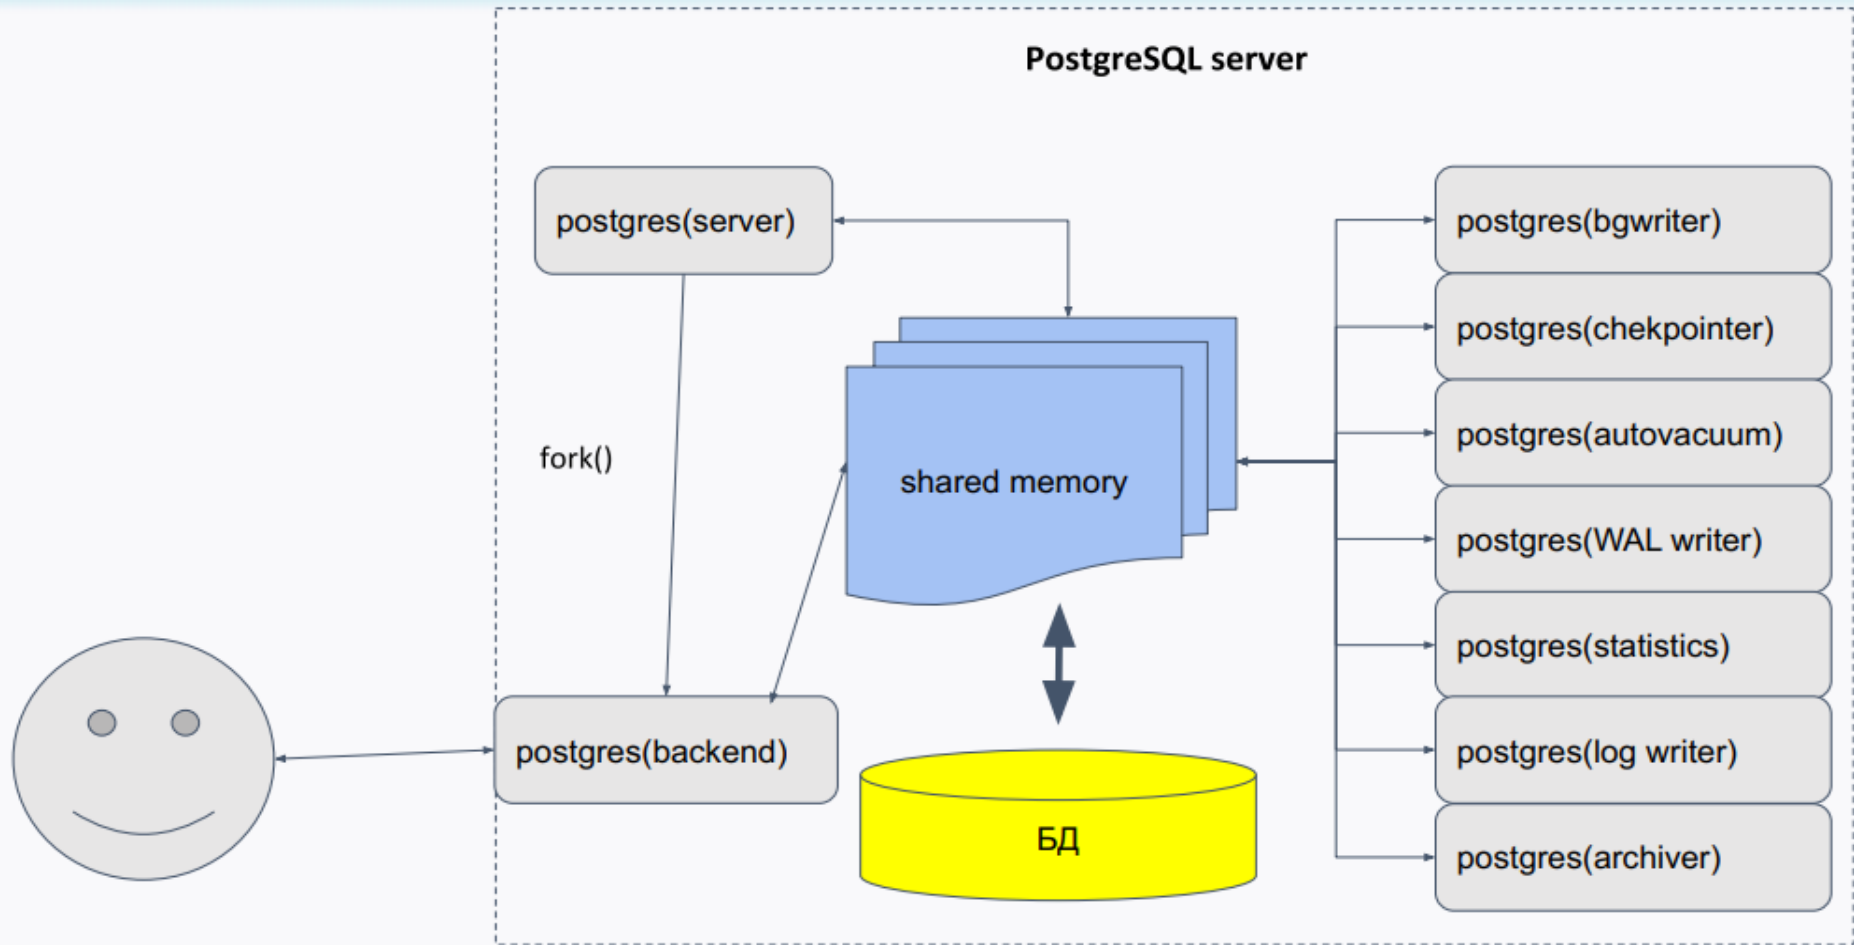 PostgreSQL server
postgres(server)
fork()
postgres(backend)
shared memory
БД
postgres(bgwriter)
postgres(chekpointer)
postgres(autovacuum)
postgres(WAL writer)
postgres(statistics)
postgres(log writer)
postgres(archiver)